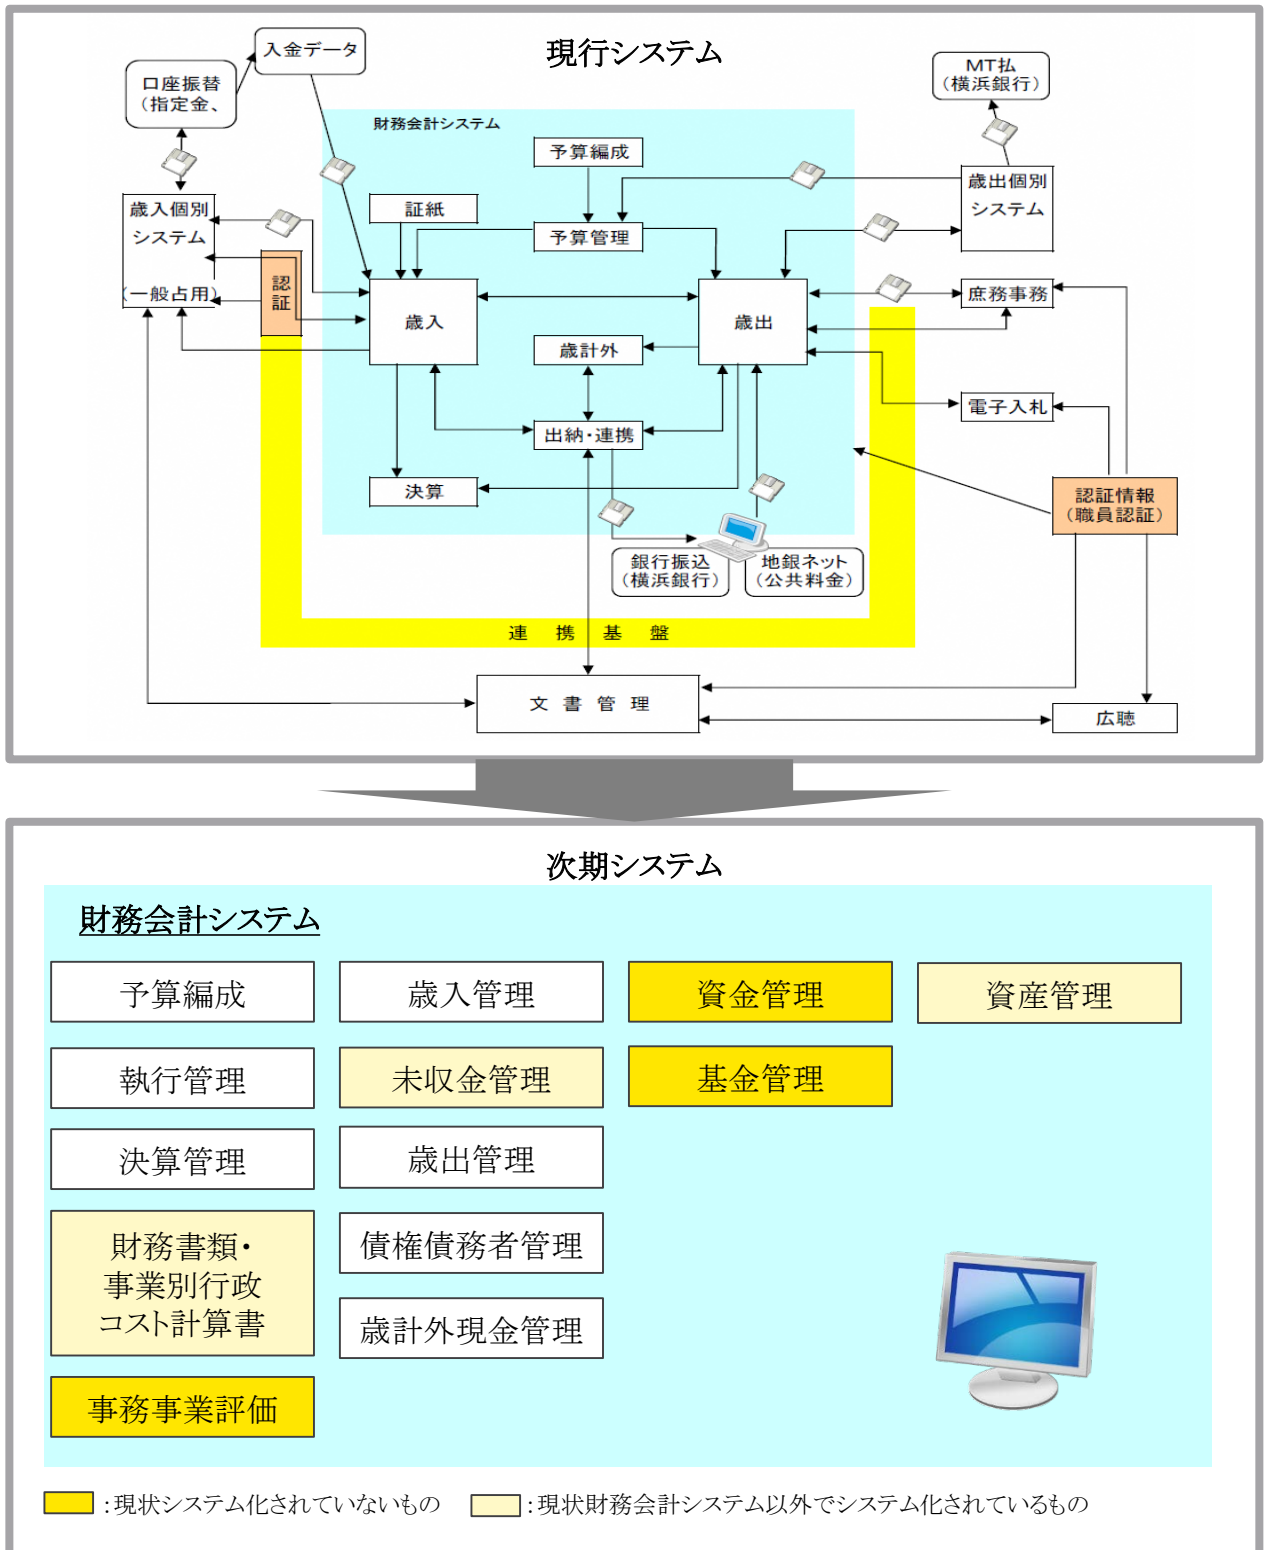 現行システム
入金データ
口座振替
（指定金、
MT払
（横浜銀行）
財務会計システム
予算編成
歳入個別
システム
（一般占用）
証紙
予算管理
歳出個別
システム
認
証
歳入
歳出
庶務事務
歳計外
電子入札
出納・連携
決算
認証情報
（職員認証）
銀行振込
（横浜銀行）
地銀ネット
（公共料金）
連 携 基 盤
文 書 管 理
広聴
次期システム
財務会計システム
予算編成
歳入管理
資金管理
資産管理
執行管理
未収金管理
基金管理
決算管理
歳出管理
財務書類・
事業別行政
コスト計算書
債権債務者管理
歳計外現金管理
事務事業評価
：現状システム化されていないもの
：現状財務会計システム以外でシステム化されているもの